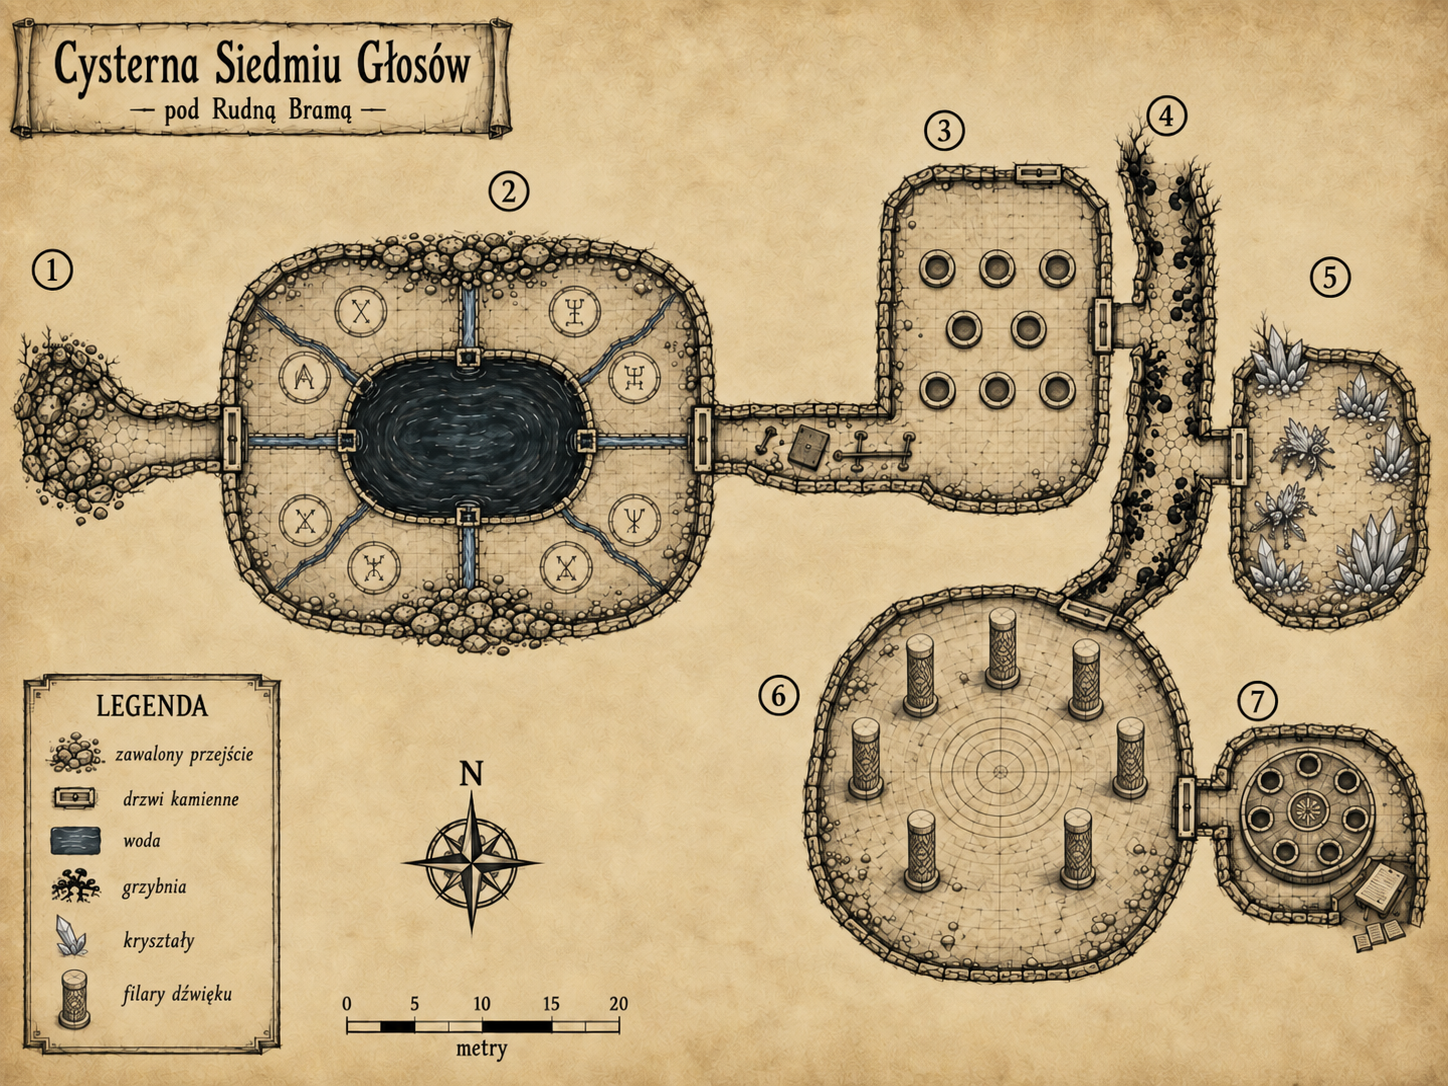 Cysterna Siedmiu Głosów
— pod Rudną Bramą —
1
2
3
4
5
6
7
LEGENDA
zawalony przejście
drzwi kamienne
woda
grzybnia
kryształy
filary dźwięku
N
0 5 10 15 20
metry